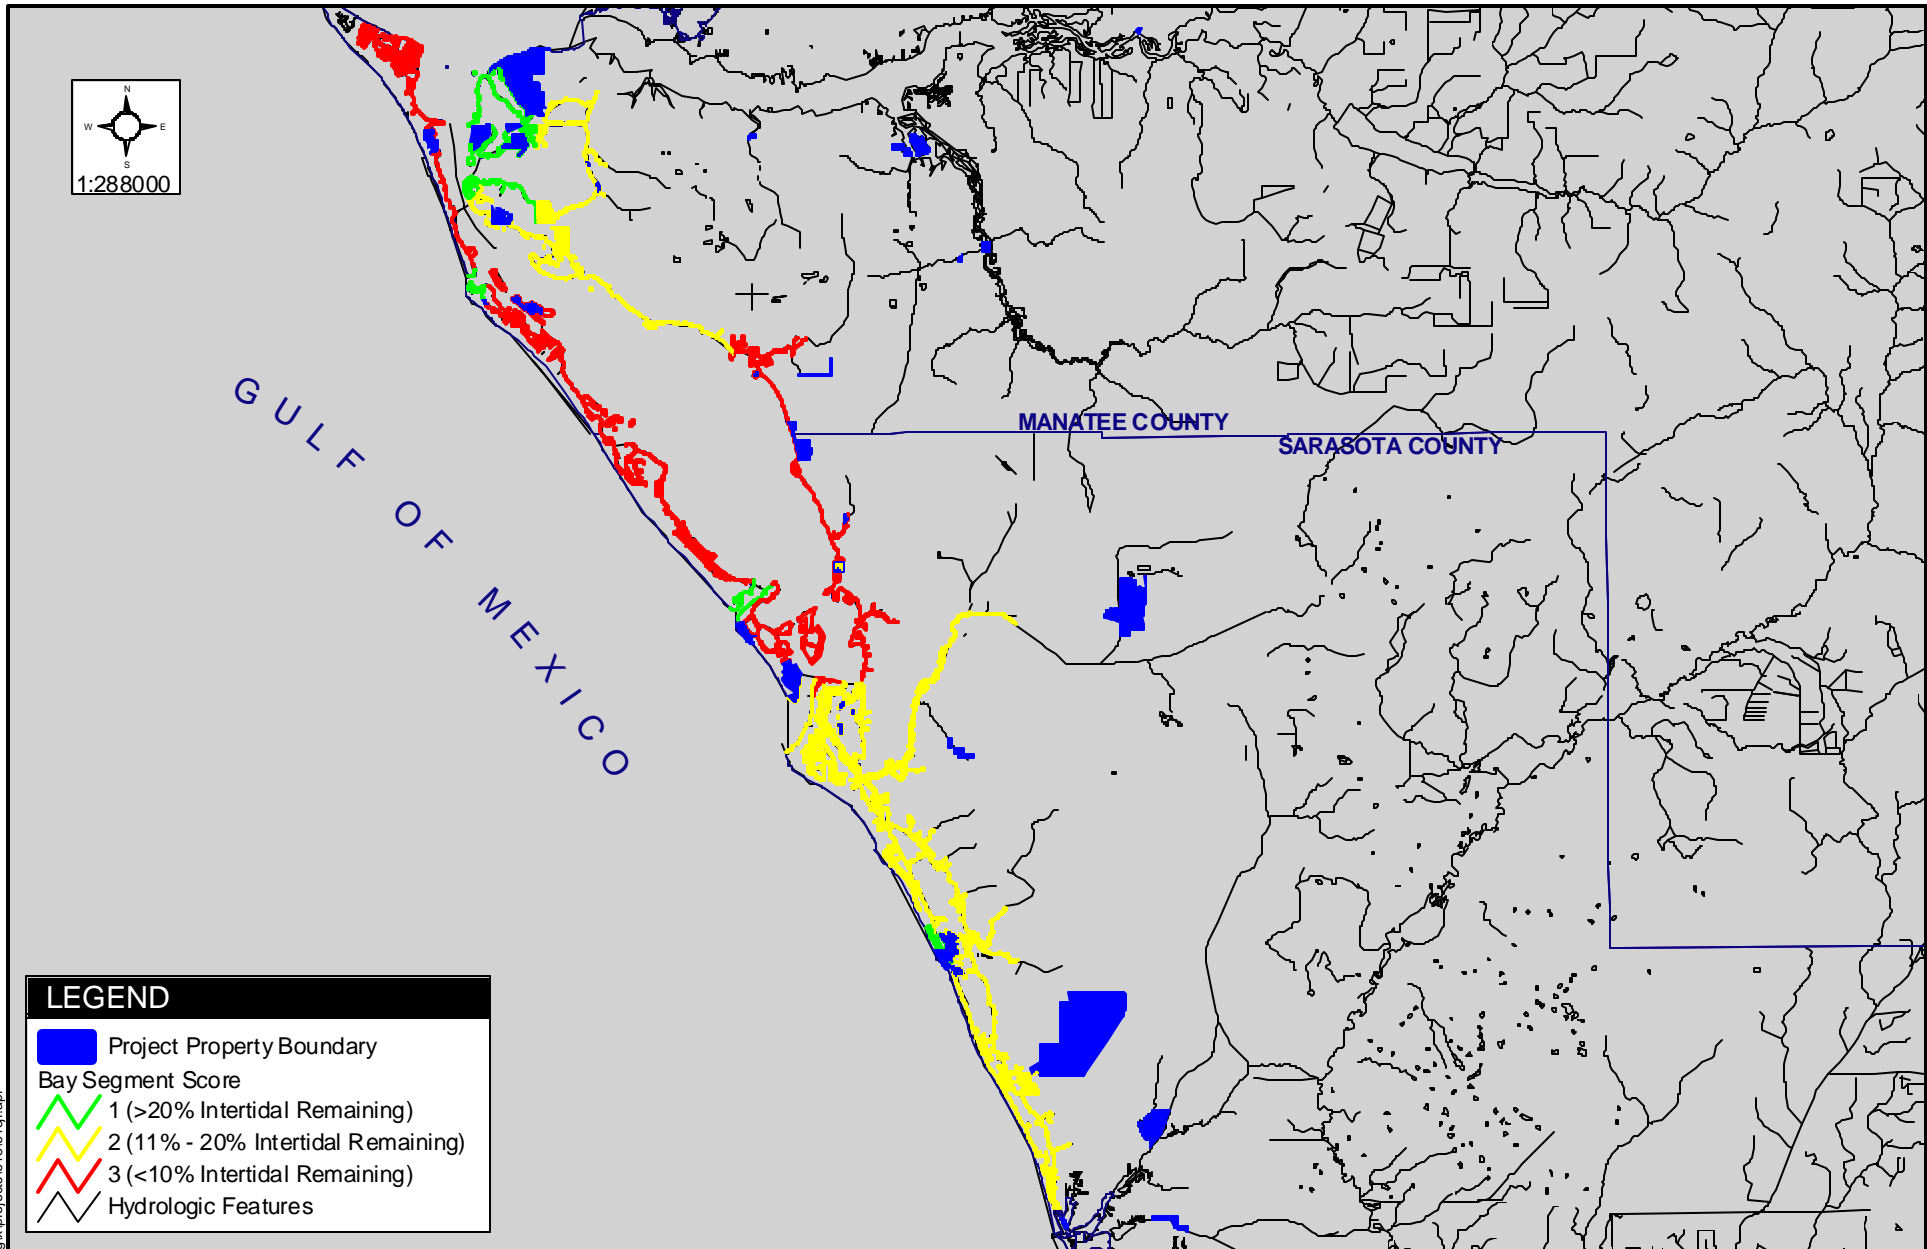 N
W E
S
1:288000
GULF OF MEXICO
MANATEE COUNTY
SARASOTA COUNTY
LEGEND
Project Property Boundary
Bay Segment Score
1 (>20% Intertidal Remaining)
2 (11% - 20% Intertidal Remaining)
3 (<10% Intertidal Remaining)
Hydrologic Features